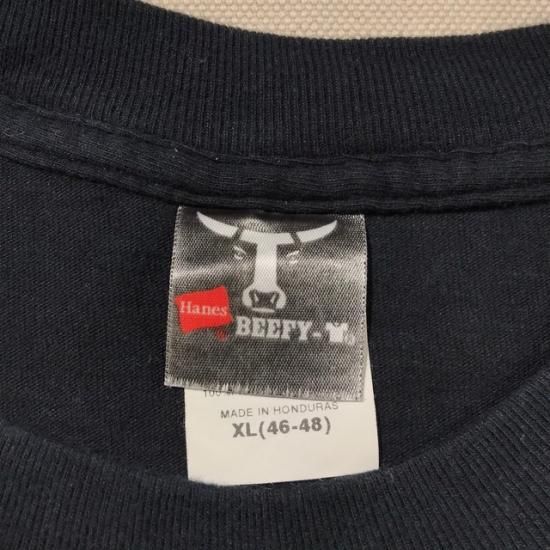 Hanes
BEEFY-
MADE IN HONDURAS
XL(46-48)